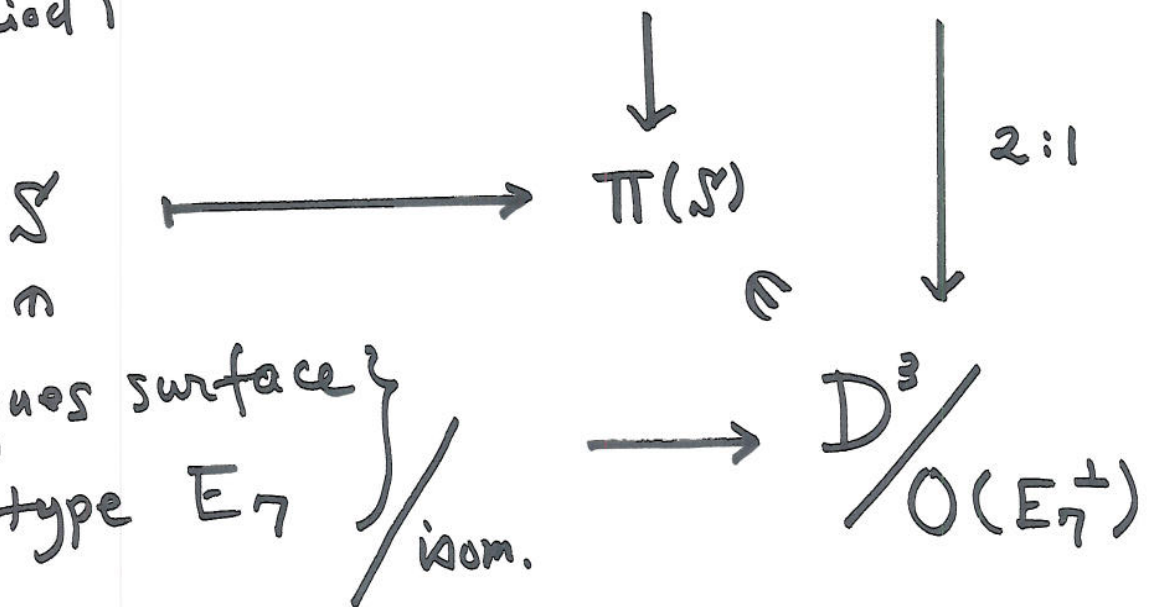 2:1
S ⟼ π(S)
∩ ∈
surface}
type E₇ / isom. → D³/O(E₇^⊥)